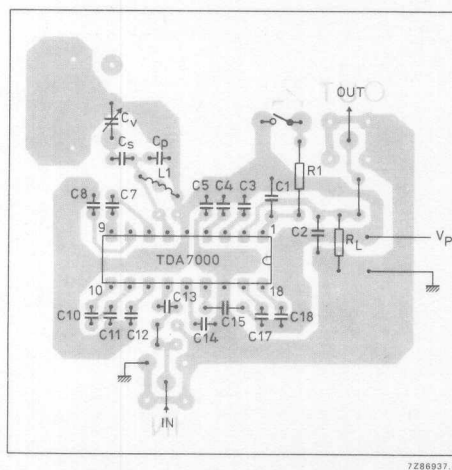 OUT
Cv
Cs Cp
L1
R1
C8 C7 C5 C4 C3 C1
C2 RL
VP
9 1
TDA7000
10 18
C13
C10 C11 C12 C15 C17 C18
C14
IN
7Z86937.